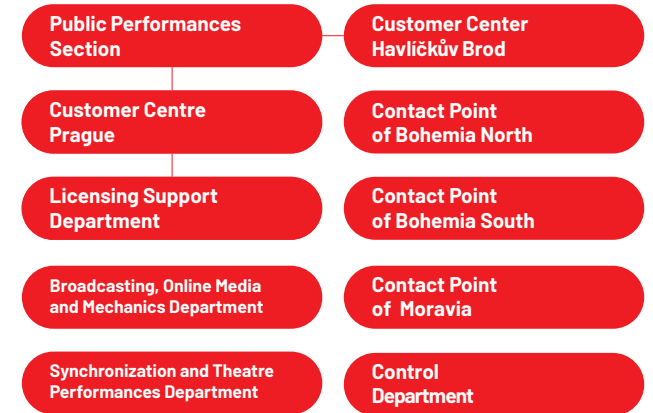 Public Performances
Section
Customer Center
Havlíčkův Brod
Customer Centre
Prague
Contact Point
of Bohemia North
Licensing Support
Department
Contact Point
of Bohemia South
Broadcasting, Online Media
and Mechanics Department
Contact Point
of Moravia
Synchronization and Theatre
Performances Department
Control
Department